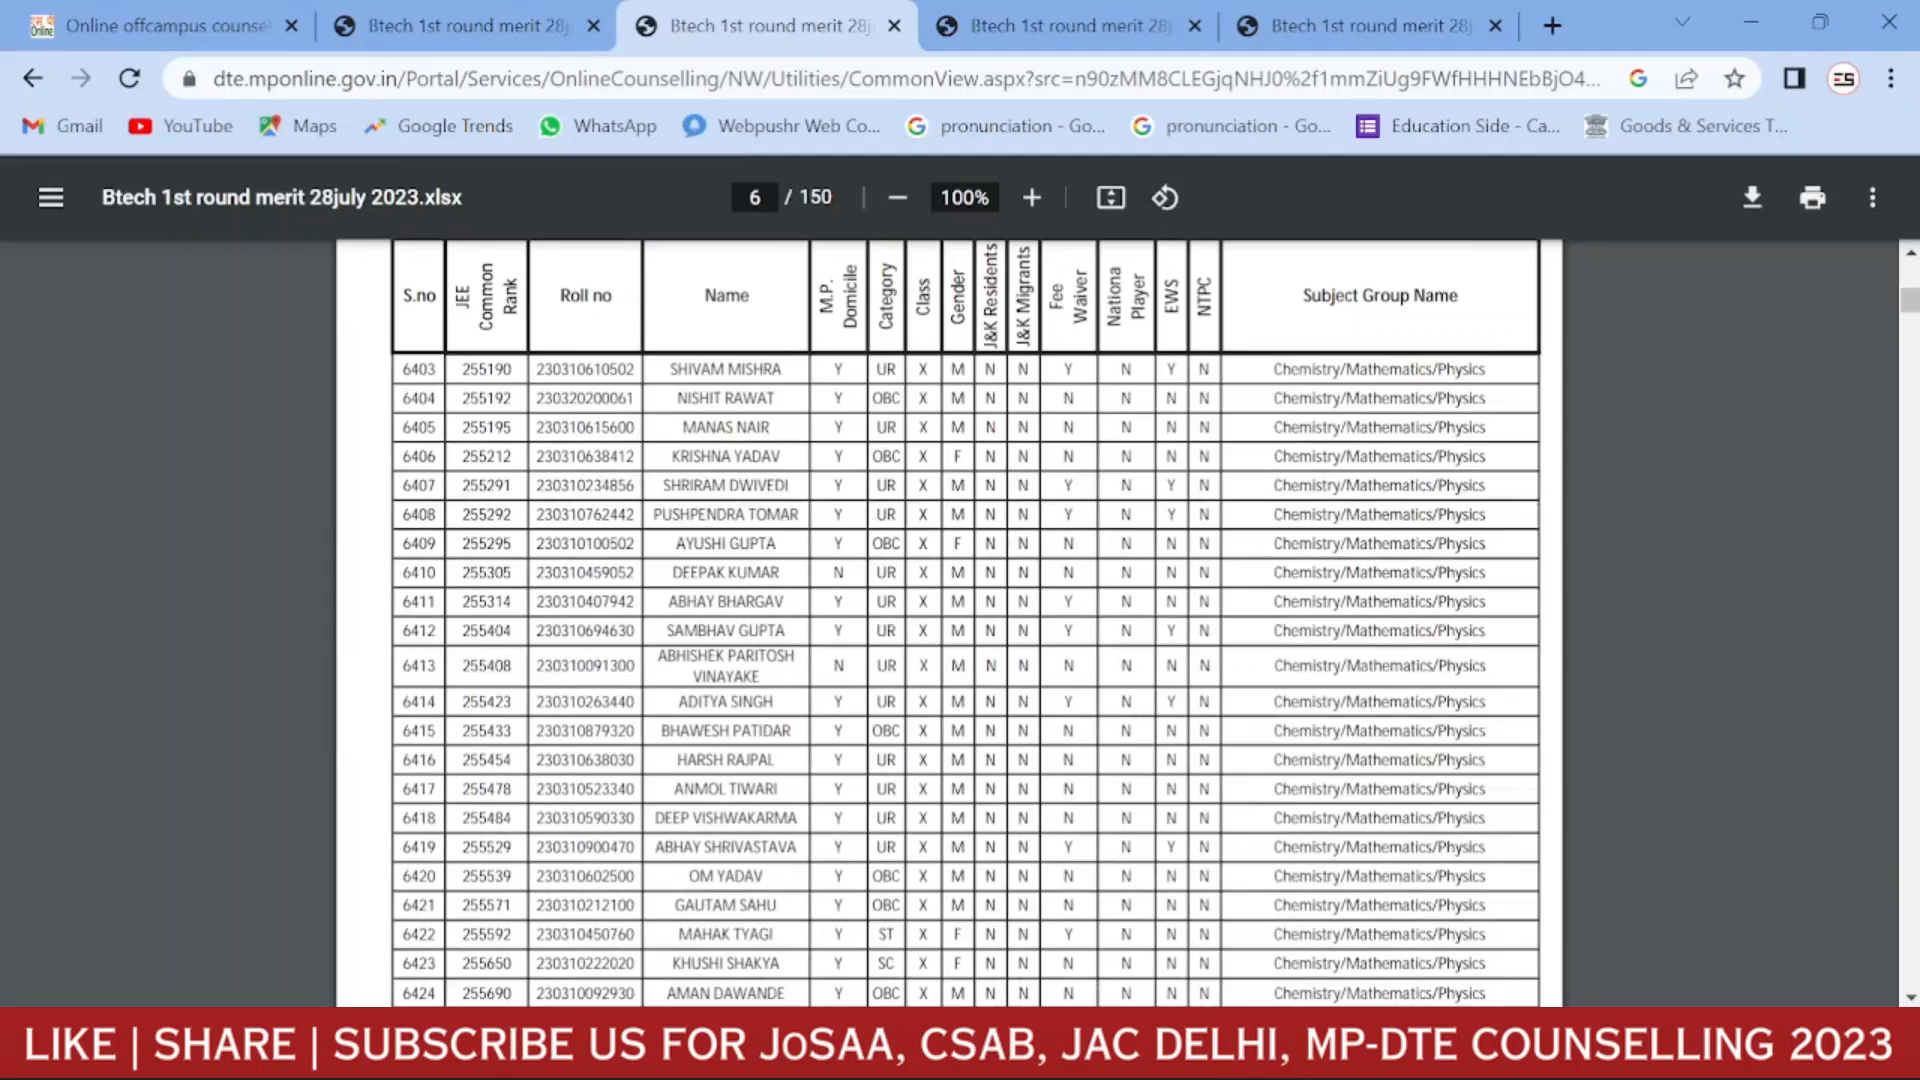 Online offcampus counse
Btech 1st round merit 28j
Btech 1st round merit 28j
Btech 1st round merit 28j
Btech 1st round merit 28j
dte.mponline.gov.in/Portal/Services/OnlineCounselling/NW/Utilities/CommonView.aspx?src=n90zMM8CLEGjqNHJ0%2f1mmZiUg9FWfHHHNEbBjO4...
Gmail YouTube Maps Google Trends WhatsApp Webpushr Web Co... pronunciation - Go... pronunciation - Go... Education Side - Ca... Goods & Services T...
Btech 1st round merit 28july 2023.xlsx 6 / 150 100%
S.no JEE Common Rank Roll no Name M.P. Domicile Category Class Gender J&K Residents J&K Migrants Fee Waiver Nationa Player EWS NTPC Subject Group Name
6403 255190 230310610502 SHIVAM MISHRA Y UR X M N N Y N Y N Chemistry/Mathematics/Physics
6404 255192 230320200061 NISHIT RAWAT Y OBC X M N N N N N N Chemistry/Mathematics/Physics
6405 255195 230310615600 MANAS NAIR Y UR X M N N N N N N Chemistry/Mathematics/Physics
6406 255212 230310638412 KRISHNA YADAV Y OBC X F N N N N N N Chemistry/Mathematics/Physics
6407 255291 230310234856 SHRIRAM DWIVEDI Y UR X M N N Y N Y N Chemistry/Mathematics/Physics
6408 255292 230310762442 PUSHPENDRA TOMAR Y UR X M N N Y N Y N Chemistry/Mathematics/Physics
6409 255295 230310100502 AYUSHI GUPTA Y OBC X F N N N N N N Chemistry/Mathematics/Physics
6410 255305 230310459052 DEEPAK KUMAR N UR X M N N N N N N Chemistry/Mathematics/Physics
6411 255314 230310407942 ABHAY BHARGAV Y UR X M N N Y N N N Chemistry/Mathematics/Physics
6412 255404 230310694630 SAMBHAV GUPTA Y UR X M N N Y N Y N Chemistry/Mathematics/Physics
6413 255408 230310091300 ABHISHEK PARITOSH VINAYAKE N UR X M N N N N N N Chemistry/Mathematics/Physics
6414 255423 230310263440 ADITYA SINGH Y UR X M N N Y N Y N Chemistry/Mathematics/Physics
6415 255433 230310879320 BHAWESH PATIDAR Y OBC X M N N N N N N Chemistry/Mathematics/Physics
6416 255454 230310638030 HARSH RAJPAL Y UR X M N N N N N N Chemistry/Mathematics/Physics
6417 255478 230310523340 ANMOL TIWARI Y UR X M N N N N N N Chemistry/Mathematics/Physics
6418 255484 230310590330 DEEP VISHWAKARMA Y UR X M N N N N N N Chemistry/Mathematics/Physics
6419 255529 230310900470 ABHAY SHRIVASTAVA Y UR X M N N Y N Y N Chemistry/Mathematics/Physics
6420 255539 230310602500 OM YADAV Y OBC X M N N N N N N Chemistry/Mathematics/Physics
6421 255571 230310212100 GAUTAM SAHU Y OBC X M N N N N N N Chemistry/Mathematics/Physics
6422 255592 230310450760 MAHAK TYAGI Y ST X F N N Y N N N Chemistry/Mathematics/Physics
6423 255650 230310222020 KHUSHI SHAKYA Y SC X F N N N N N N Chemistry/Mathematics/Physics
6424 255690 230310092930 AMAN DAWANDE Y OBC X M N N N N N N Chemistry/Mathematics/Physics
LIKE | SHARE | SUBSCRIBE US FOR JoSAA, CSAB, JAC DELHI, MP-DTE COUNSELLING 2023